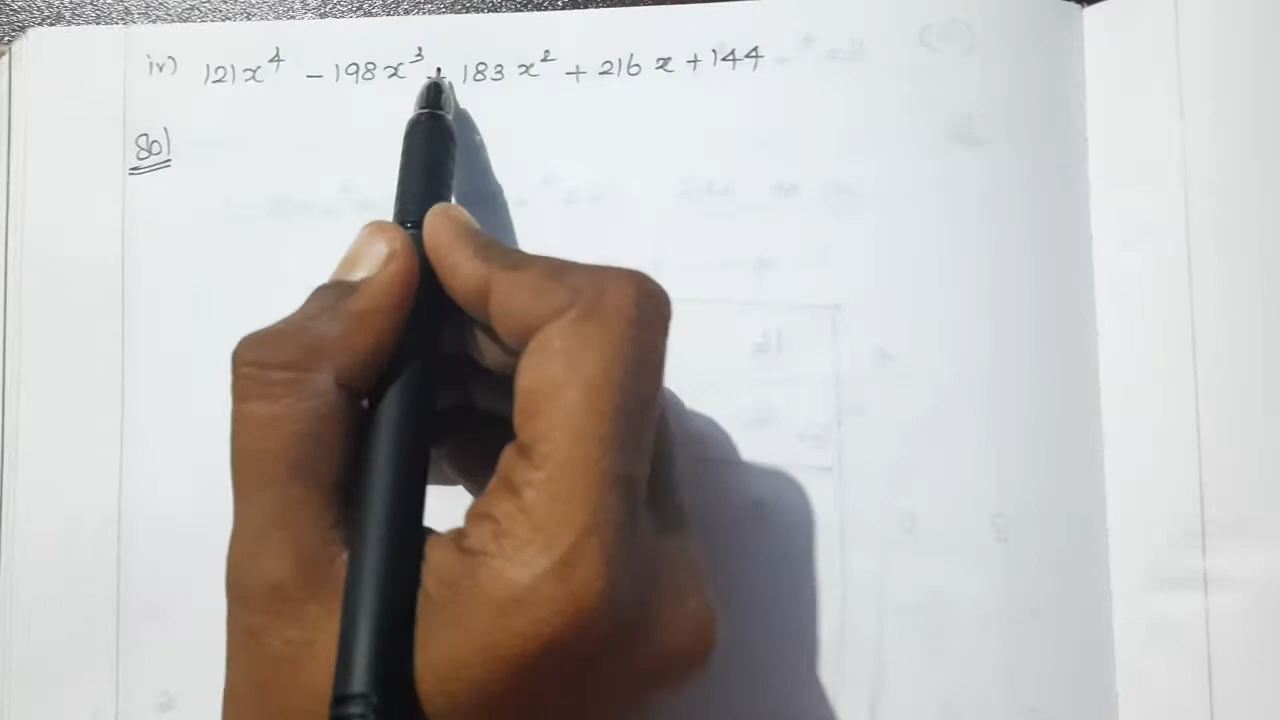 iv) 121x⁴ - 198x³ + 183x² + 216x + 144
Sol